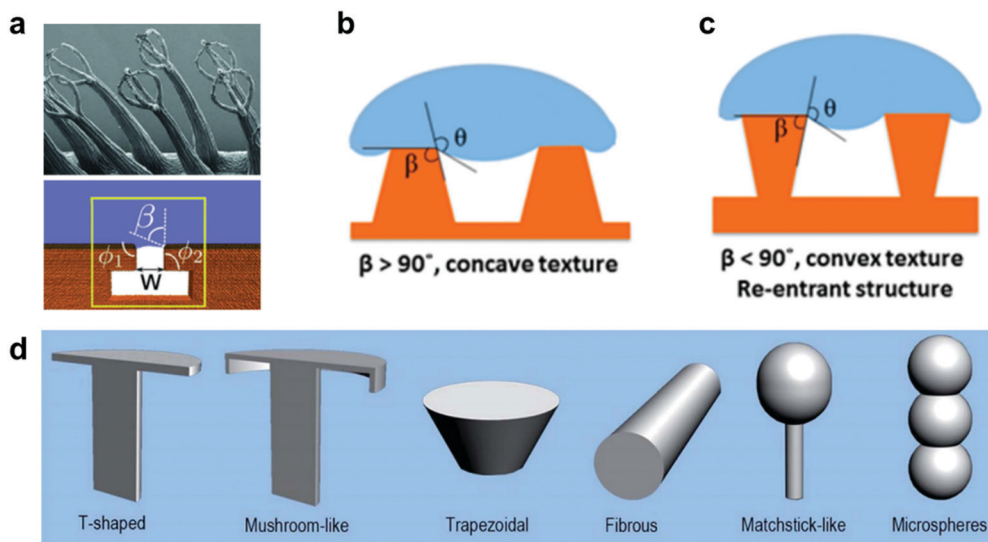 a
β
ϕ1
ϕ2
W
b
θ
β
β > 90°, concave texture
c
θ
β
β < 90°, convex texture
Re-entrant structure
d
T-shaped
Mushroom-like
Trapezoidal
Fibrous
Matchstick-like
Microspheres